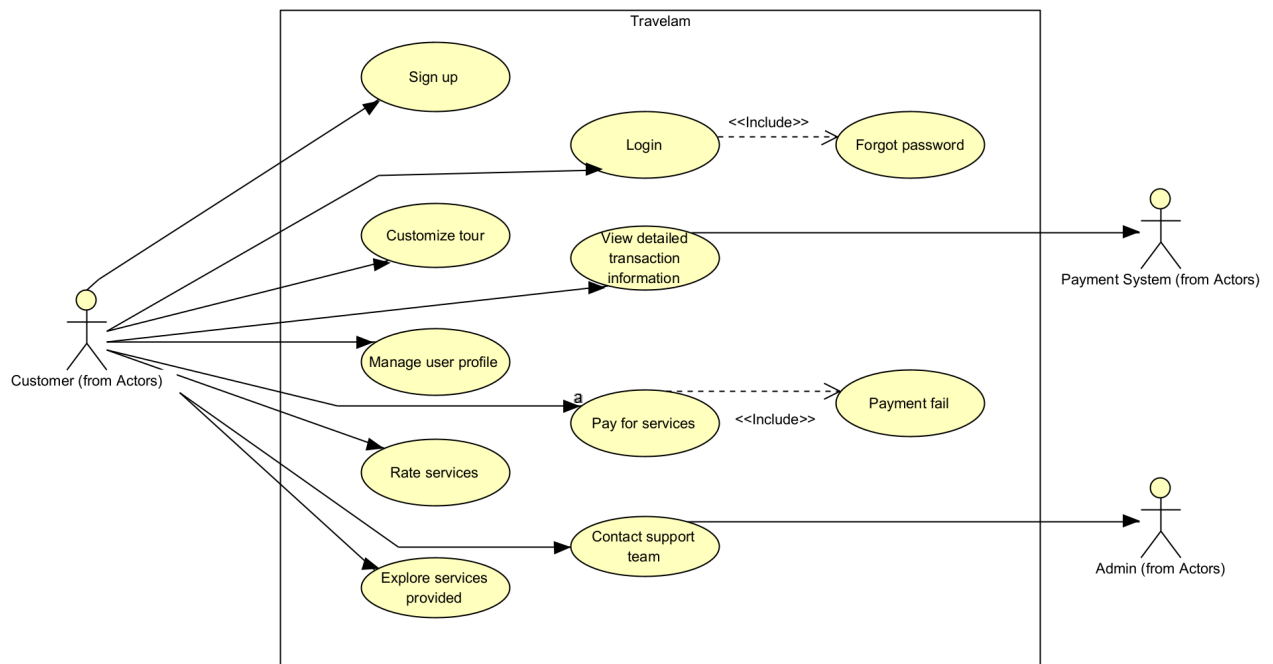 Travelam
Sign up
<<Include>>
Login
Forgot password
Customize tour
View detailed
transaction
information
Payment System (from Actors)
Customer (from Actors)
Manage user profile
a
Pay for services
<<Include>>
Payment fail
Rate services
Contact support
team
Admin (from Actors)
Explore services
provided